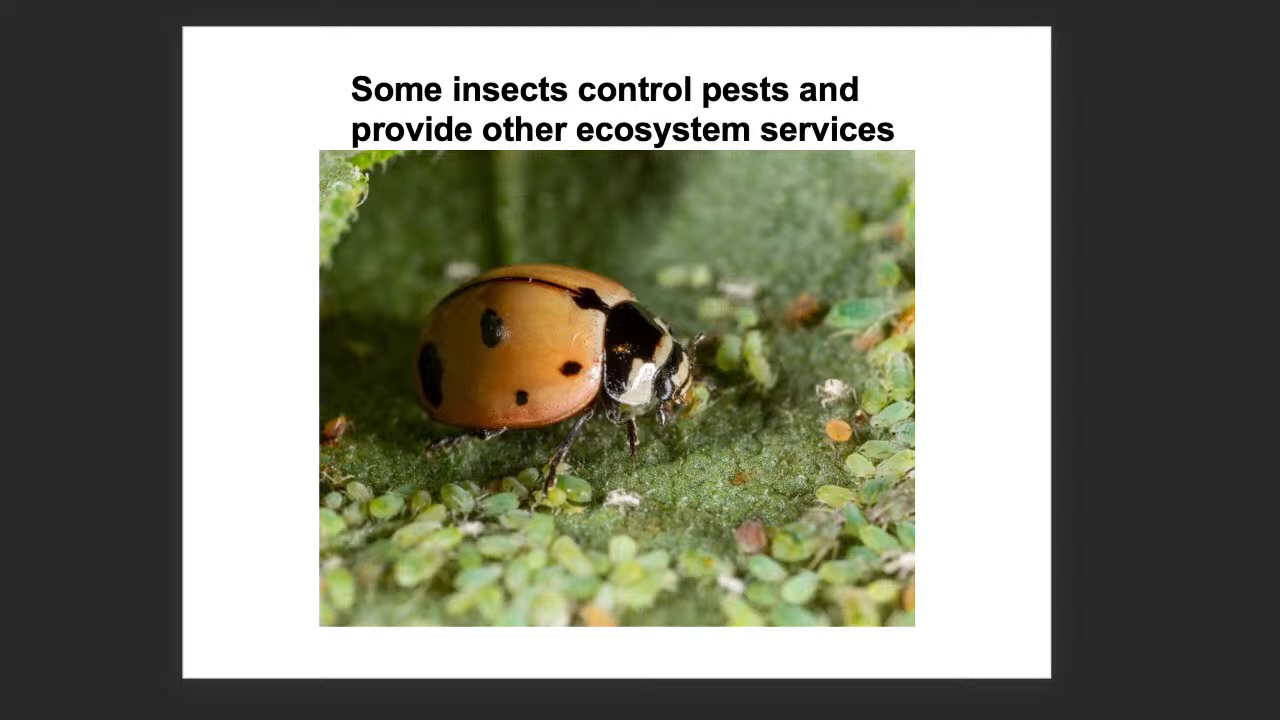 Some insects control pests and
provide other ecosystem services